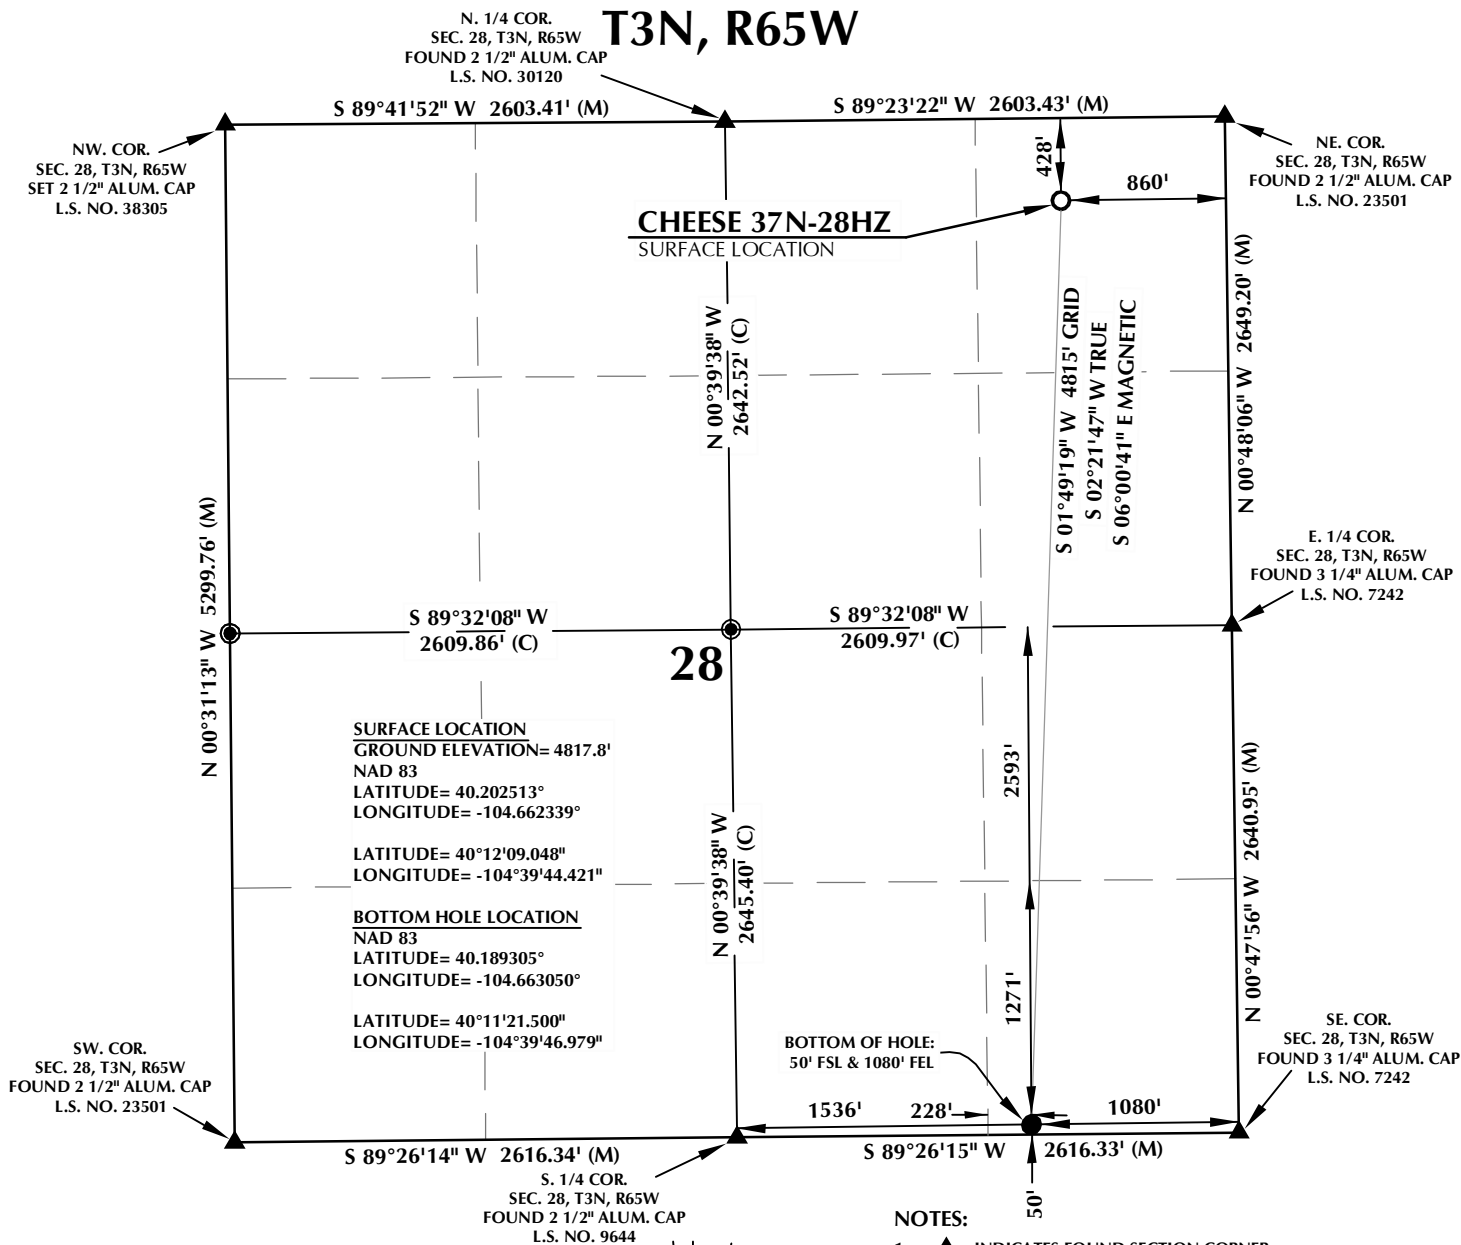 T3N, R65W
N. 1/4 COR.
SEC. 28, T3N, R65W
FOUND 2 1/2" ALUM. CAP
L.S. NO. 30120
S 89°41'52" W 2603.41' (M)
S 89°23'22" W 2603.43' (M)
NW. COR.
SEC. 28, T3N, R65W
SET 2 1/2" ALUM. CAP
L.S. NO. 38305
NE. COR.
SEC. 28, T3N, R65W
FOUND 2 1/2" ALUM. CAP
L.S. NO. 23501
428'
860'
CHEESE 37N-28HZ
SURFACE LOCATION
N 00°39'38" W
2642.52' (C)
S 01°49'19" W 4815' GRID
S 02°21'47" W TRUE
S 06°00'41" E MAGNETIC
N 00°48'06" W 2649.20' (M)
N 00°31'13" W 5299.76' (M)
E. 1/4 COR.
SEC. 28, T3N, R65W
FOUND 3 1/4" ALUM. CAP
L.S. NO. 7242
S 89°32'08" W
2609.86' (C)
S 89°32'08" W
2609.97' (C)
28
SURFACE LOCATION
GROUND ELEVATION= 4817.8'
NAD 83
LATITUDE= 40.202513°
LONGITUDE= -104.662339°
LATITUDE= 40°12'09.048"
LONGITUDE= -104°39'44.421"
BOTTOM HOLE LOCATION
NAD 83
LATITUDE= 40.189305°
LONGITUDE= -104.663050°
LATITUDE= 40°11'21.500"
LONGITUDE= -104°39'46.979"
N 00°39'38" W
2645.40' (C)
2593'
1271'
N 00°47'56" W 2640.95' (M)
BOTTOM OF HOLE:
50' FSL & 1080' FEL
SW. COR.
SEC. 28, T3N, R65W
FOUND 2 1/2" ALUM. CAP
L.S. NO. 23501
SE. COR.
SEC. 28, T3N, R65W
FOUND 3 1/4" ALUM. CAP
L.S. NO. 7242
1536'
228'
1080'
S 89°26'14" W 2616.34' (M)
S 89°26'15" W 2616.33' (M)
S. 1/4 COR.
SEC. 28, T3N, R65W
FOUND 2 1/2" ALUM. CAP
L.S. NO. 9644
50'
NOTES:
INDICATES FOUND SECTION CORNER